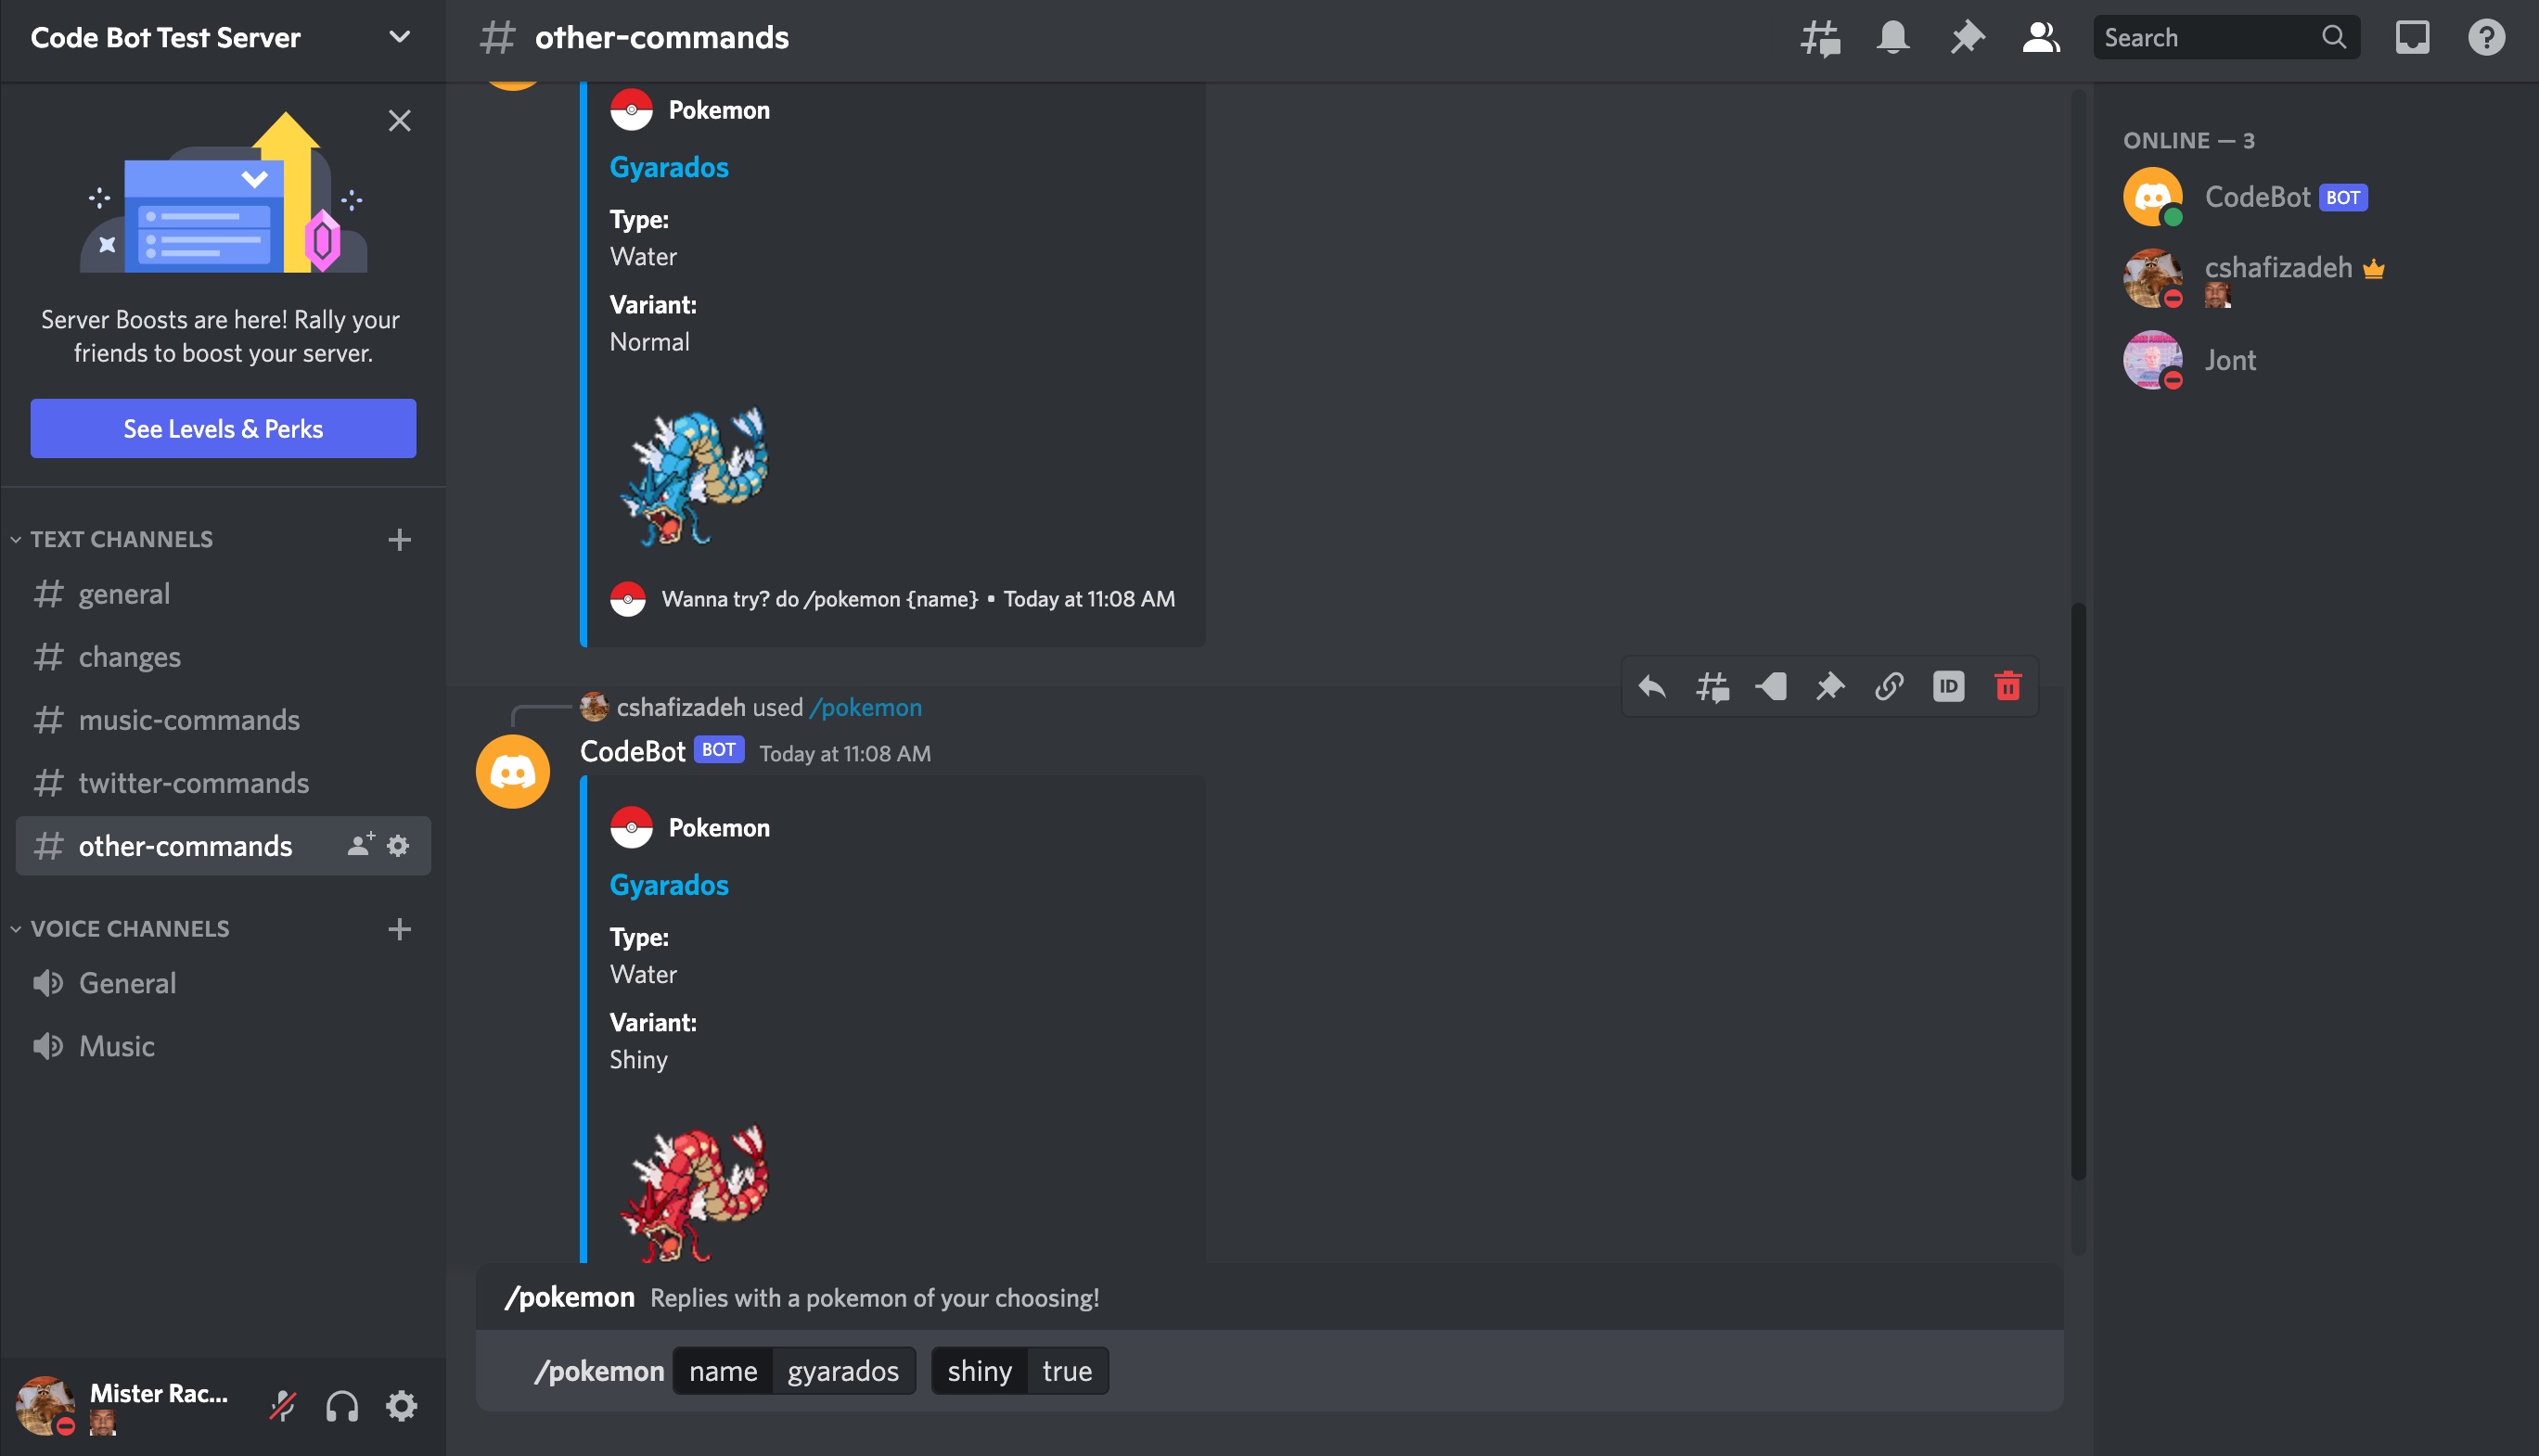 Code Bot Test Server
Server Boosts are here! Rally your
friends to boost your server.
See Levels & Perks
TEXT CHANNELS
general
changes
music-commands
twitter-commands
other-commands
VOICE CHANNELS
General
Music
Mister Rac...
# other-commands
Search
Pokemon
Gyarados
Type:
Water
Variant:
Normal
Wanna try? do /pokemon {name} • Today at 11:08 AM
cshafizadeh used /pokemon
ID
CodeBot BOT Today at 11:08 AM
Pokemon
Gyarados
Type:
Water
Variant:
Shiny
/pokemon Replies with a pokemon of your choosing!
/pokemon name gyarados shiny true
ONLINE — 3
CodeBot BOT
cshafizadeh
Jont